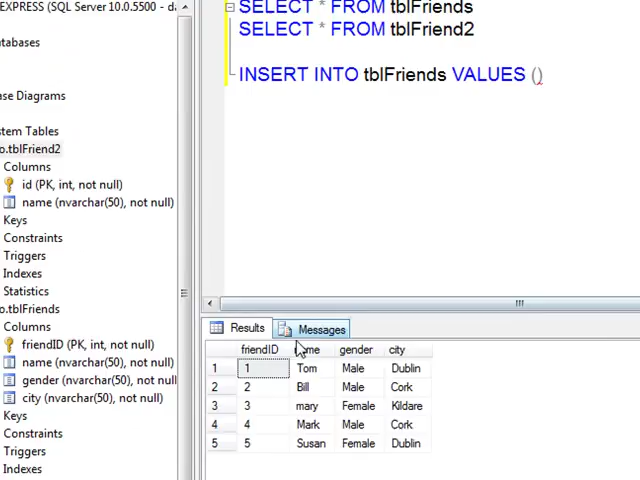 EXPRESS (SQL Server 10.0.5500 - da
atabases
ase Diagrams
stem Tables
o.tblFriend2
Columns
id (PK, int, not null)
name (nvarchar(50), not null)
Keys
Constraints
Triggers
Indexes
Statistics
o.tblFriends
Columns
friendID (PK, int, not null)
name (nvarchar(50), not null)
gender (nvarchar(50), not null)
city (nvarchar(50), not null)
Keys
Constraints
Triggers
Indexes
SELECT * FROM tblFriends
SELECT * FROM tblFriend2
INSERT INTO tblFriends VALUES ()
Results Messages
friendID name gender city
1 1 Tom Male Dublin
2 2 Bill Male Cork
3 3 mary Female Kildare
4 4 Mark Male Cork
5 5 Susan Female Dublin